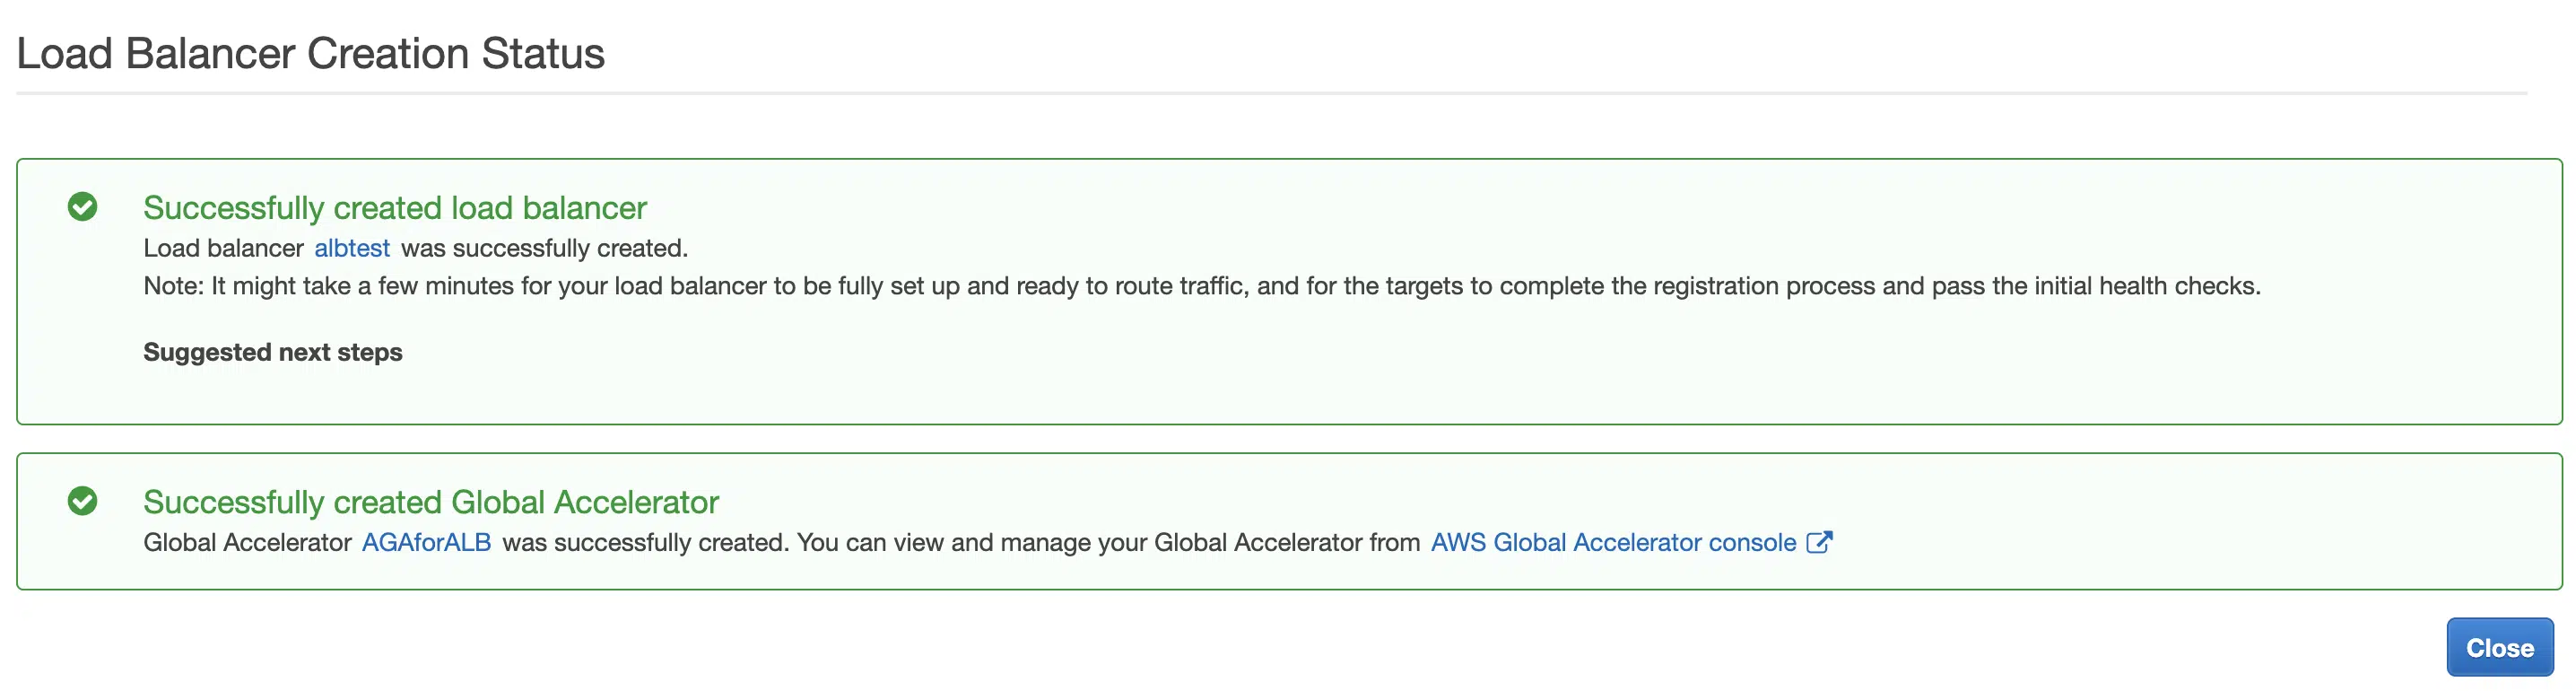 Load Balancer Creation Status
Successfully created load balancer
Load balancer albtest was successfully created.
Note: It might take a few minutes for your load balancer to be fully set up and ready to route traffic, and for the targets to complete the registration process and pass the initial health checks.
Suggested next steps
Successfully created Global Accelerator
Global Accelerator AGAforALB was successfully created. You can view and manage your Global Accelerator from AWS Global Accelerator console
Close